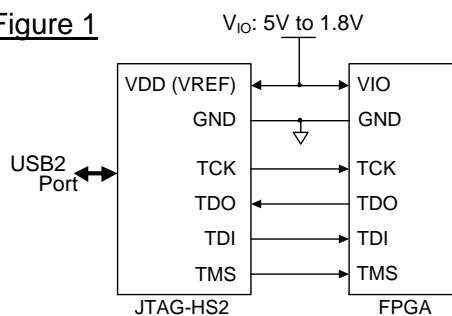 Figure 1
VIO: 5V to 1.8V
VDD (VREF)
VIO
GND
GND
USB2
Port
TCK
TCK
TDO
TDO
TDI
TDI
TMS
TMS
JTAG-HS2
FPGA